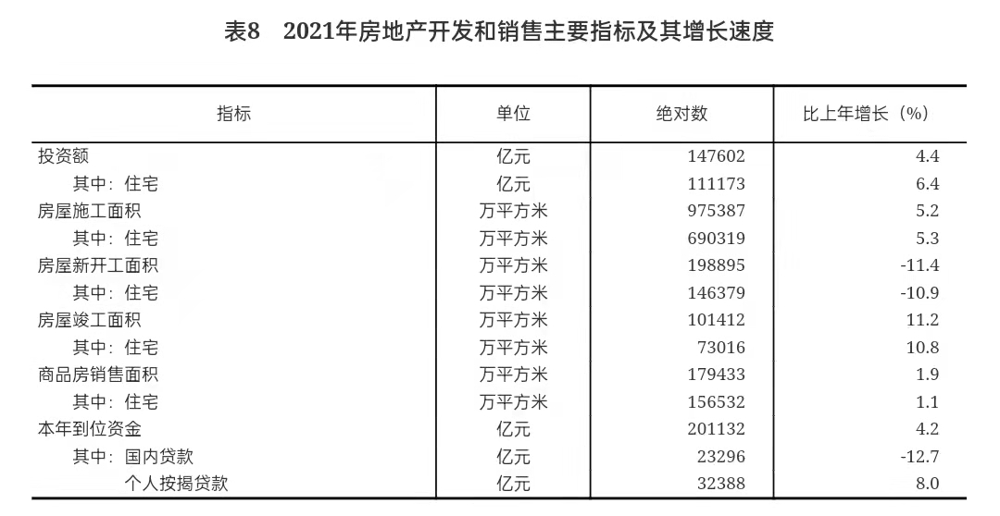 表8 2021年房地产开发和销售主要指标及其增长速度
指标 单位 绝对数 比上年增长（%）
投资额 亿元 147602 4.4
其中：住宅 亿元 111173 6.4
房屋施工面积 万平方米 975387 5.2
其中：住宅 万平方米 690319 5.3
房屋新开工面积 万平方米 198895 -11.4
其中：住宅 万平方米 146379 -10.9
房屋竣工面积 万平方米 101412 11.2
其中：住宅 万平方米 73016 10.8
商品房销售面积 万平方米 179433 1.9
其中：住宅 万平方米 156532 1.1
本年到位资金 亿元 201132 4.2
其中：国内贷款 亿元 23296 -12.7
个人按揭贷款 亿元 32388 8.0